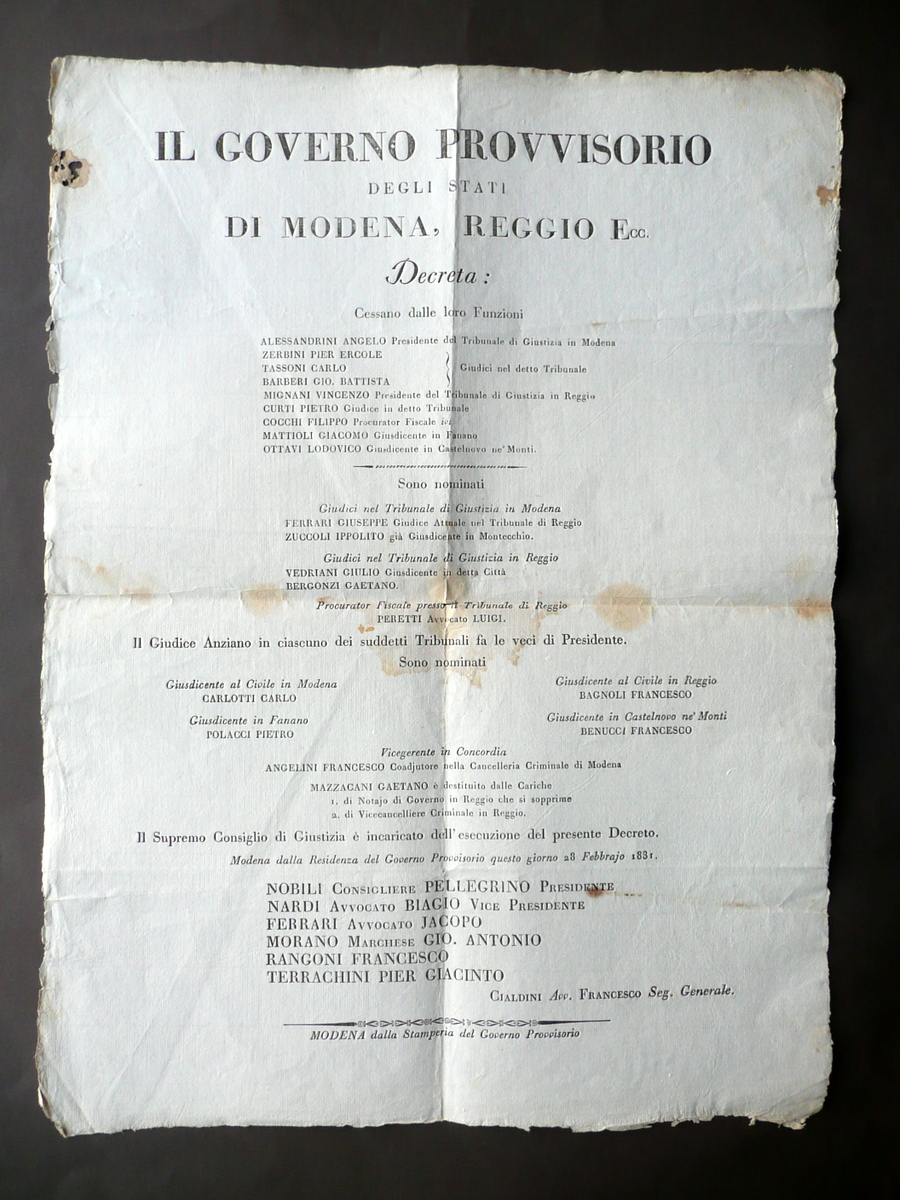 IL GOVERNO PROVVISORIO
DEGLI STATI
DI MODENA, REGGIO Ecc.
Decreta:
Cessano dalle loro Funzioni
ALESSANDRINI ANGELO Presidente del Tribunale di Giustizia in Modena
ZERBINI PIER ERCOLE
TASSONI CARLO } Giudici nel detto Tribunale
BARBERI GIO. BATTISTA
MIGNANI VINCENZO Presidente del Tribunale di Giustizia in Reggio
CURTI PIETRO Giudice in detto Tribunale
COCCHI FILIPPO Procurator Fiscale ivi
MATTIOLI GIACOMO Giusdicente in Fanano
OTTAVI LODOVICO Giusdicente in Castelnovo ne' Monti.
Sono nominati
Giudici nel Tribunale di Giustizia in Modena
FERRARI GIUSEPPE Giudice Attuale nel Tribunale di Reggio
ZUCCOLI IPPOLITO già Giusdicente in Montecchio.
Giudici nel Tribunale di Giustizia in Reggio
VEDRIANI GIULIO Giusdicente in detta Città
BERGONZI GAETANO.
Procurator Fiscale presso il Tribunale di Reggio
PERETTI Avvocato LUIGI.
Il Giudice Anziano in ciascuno dei suddetti Tribunali fa le veci di Presidente.
Sono nominati
Giusdicente al Civile in Modena
CARLOTTI CARLO
Giusdicente al Civile in Reggio
BAGNOLI FRANCESCO
Giusdicente in Fanano
POLACCI PIETRO
Giusdicente in Castelnovo ne' Monti
BENUCCI FRANCESCO
Vicegerente in Concordia
ANGELINI FRANCESCO Coadjutore nella Cancelleria Criminale di Modena
MAZZACANI GAETANO è destituito dalle Cariche
1. di Notajo di Governo in Reggio che si sopprime
2. di Vicecancelliere Criminale in Reggio.
Il Supremo Consiglio di Giustizia è incaricato dell'esecuzione del presente Decreto.
Modena dalla Residenza del Governo Provvisorio questo giorno 28 Febbrajo 1831.
NOBILI Consigliere PELLEGRINO Presidente
NARDI Avvocato BIAGIO Vice Presidente
FERRARI Avvocato JACOPO
MORANO Marchese GIO. ANTONIO
RANGONI FRANCESCO
TERRACHINI PIER GIACINTO
Cialdini Avv. Francesco Seg. Generale.
MODENA dalla Stamperia del Governo Provvisorio